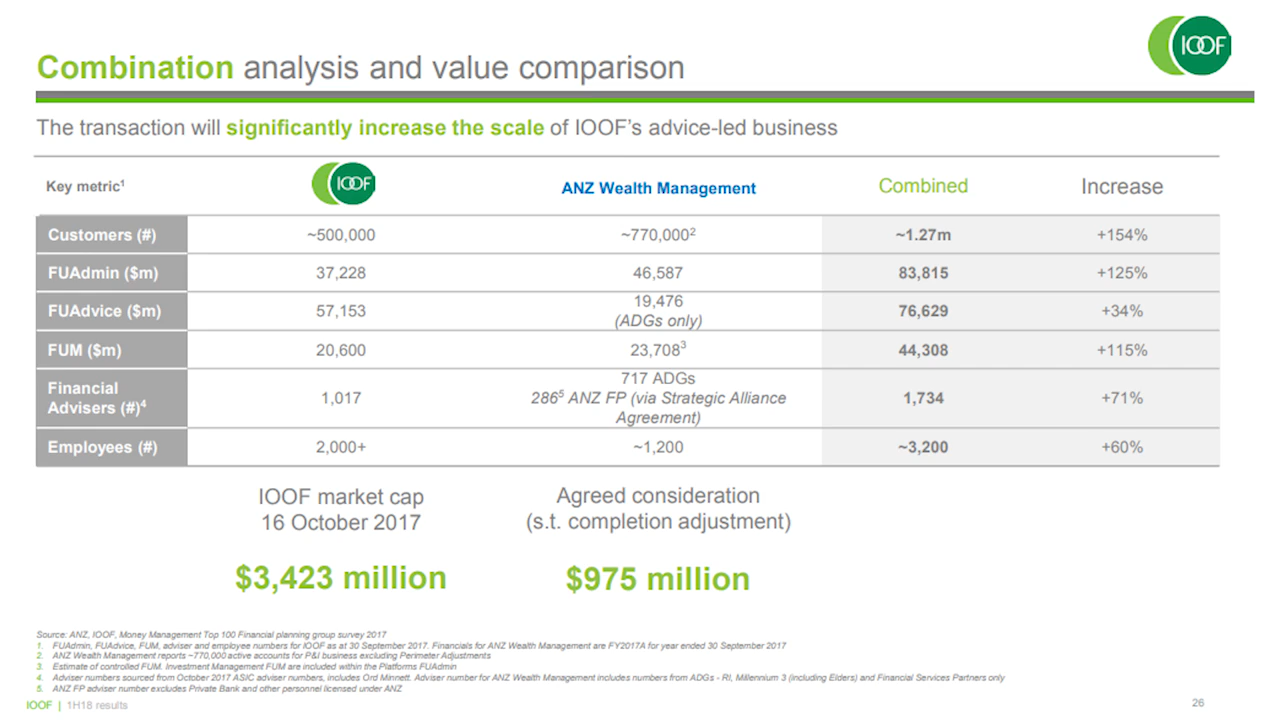 IOOF
Combination analysis and value comparison
The transaction will significantly increase the scale of IOOF's advice-led business
Key metric¹ IOOF ANZ Wealth Management Combined Increase
Customers (#) ~500,000 ~770,000² ~1.27m +154%
FUAdmin ($m) 37,228 46,587 83,815 +125%
FUAdvice ($m) 57,153 19,476 (ADGs only) 76,629 +34%
FUM ($m) 20,600 23,708³ 44,308 +115%
Financial Advisers (#)⁴ 1,017 717 ADGs 286⁵ ANZ FP (via Strategic Alliance Agreement) 1,734 +71%
Employees (#) 2,000+ ~1,200 ~3,200 +60%
IOOF market cap
16 October 2017
$3,423 million
Agreed consideration
(s.t. completion adjustment)
$975 million
Source: ANZ, IOOF, Money Management Top 100 Financial planning group survey 2017
1. FUAdmin, FUAdvice, FUM, adviser and employee numbers for IOOF as at 30 September 2017. Financials for ANZ Wealth Management are FY2017A for year ended 30 September 2017
2. ANZ Wealth Management reports ~770,000 active accounts for P&I business excluding Perimeter Adjustments
3. Estimate of controlled FUM. Investment Management FUM are included within the Platforms FUAdmin
4. Adviser numbers sourced from October 2017 ASIC adviser numbers, includes Ord Minnett. Adviser number for ANZ Wealth Management includes numbers from ADGs - RI, Millennium 3 (including Elders) and Financial Services Partners only
5. ANZ FP adviser number excludes Private Bank and other personnel licensed under ANZ
IOOF | 1H18 results
26